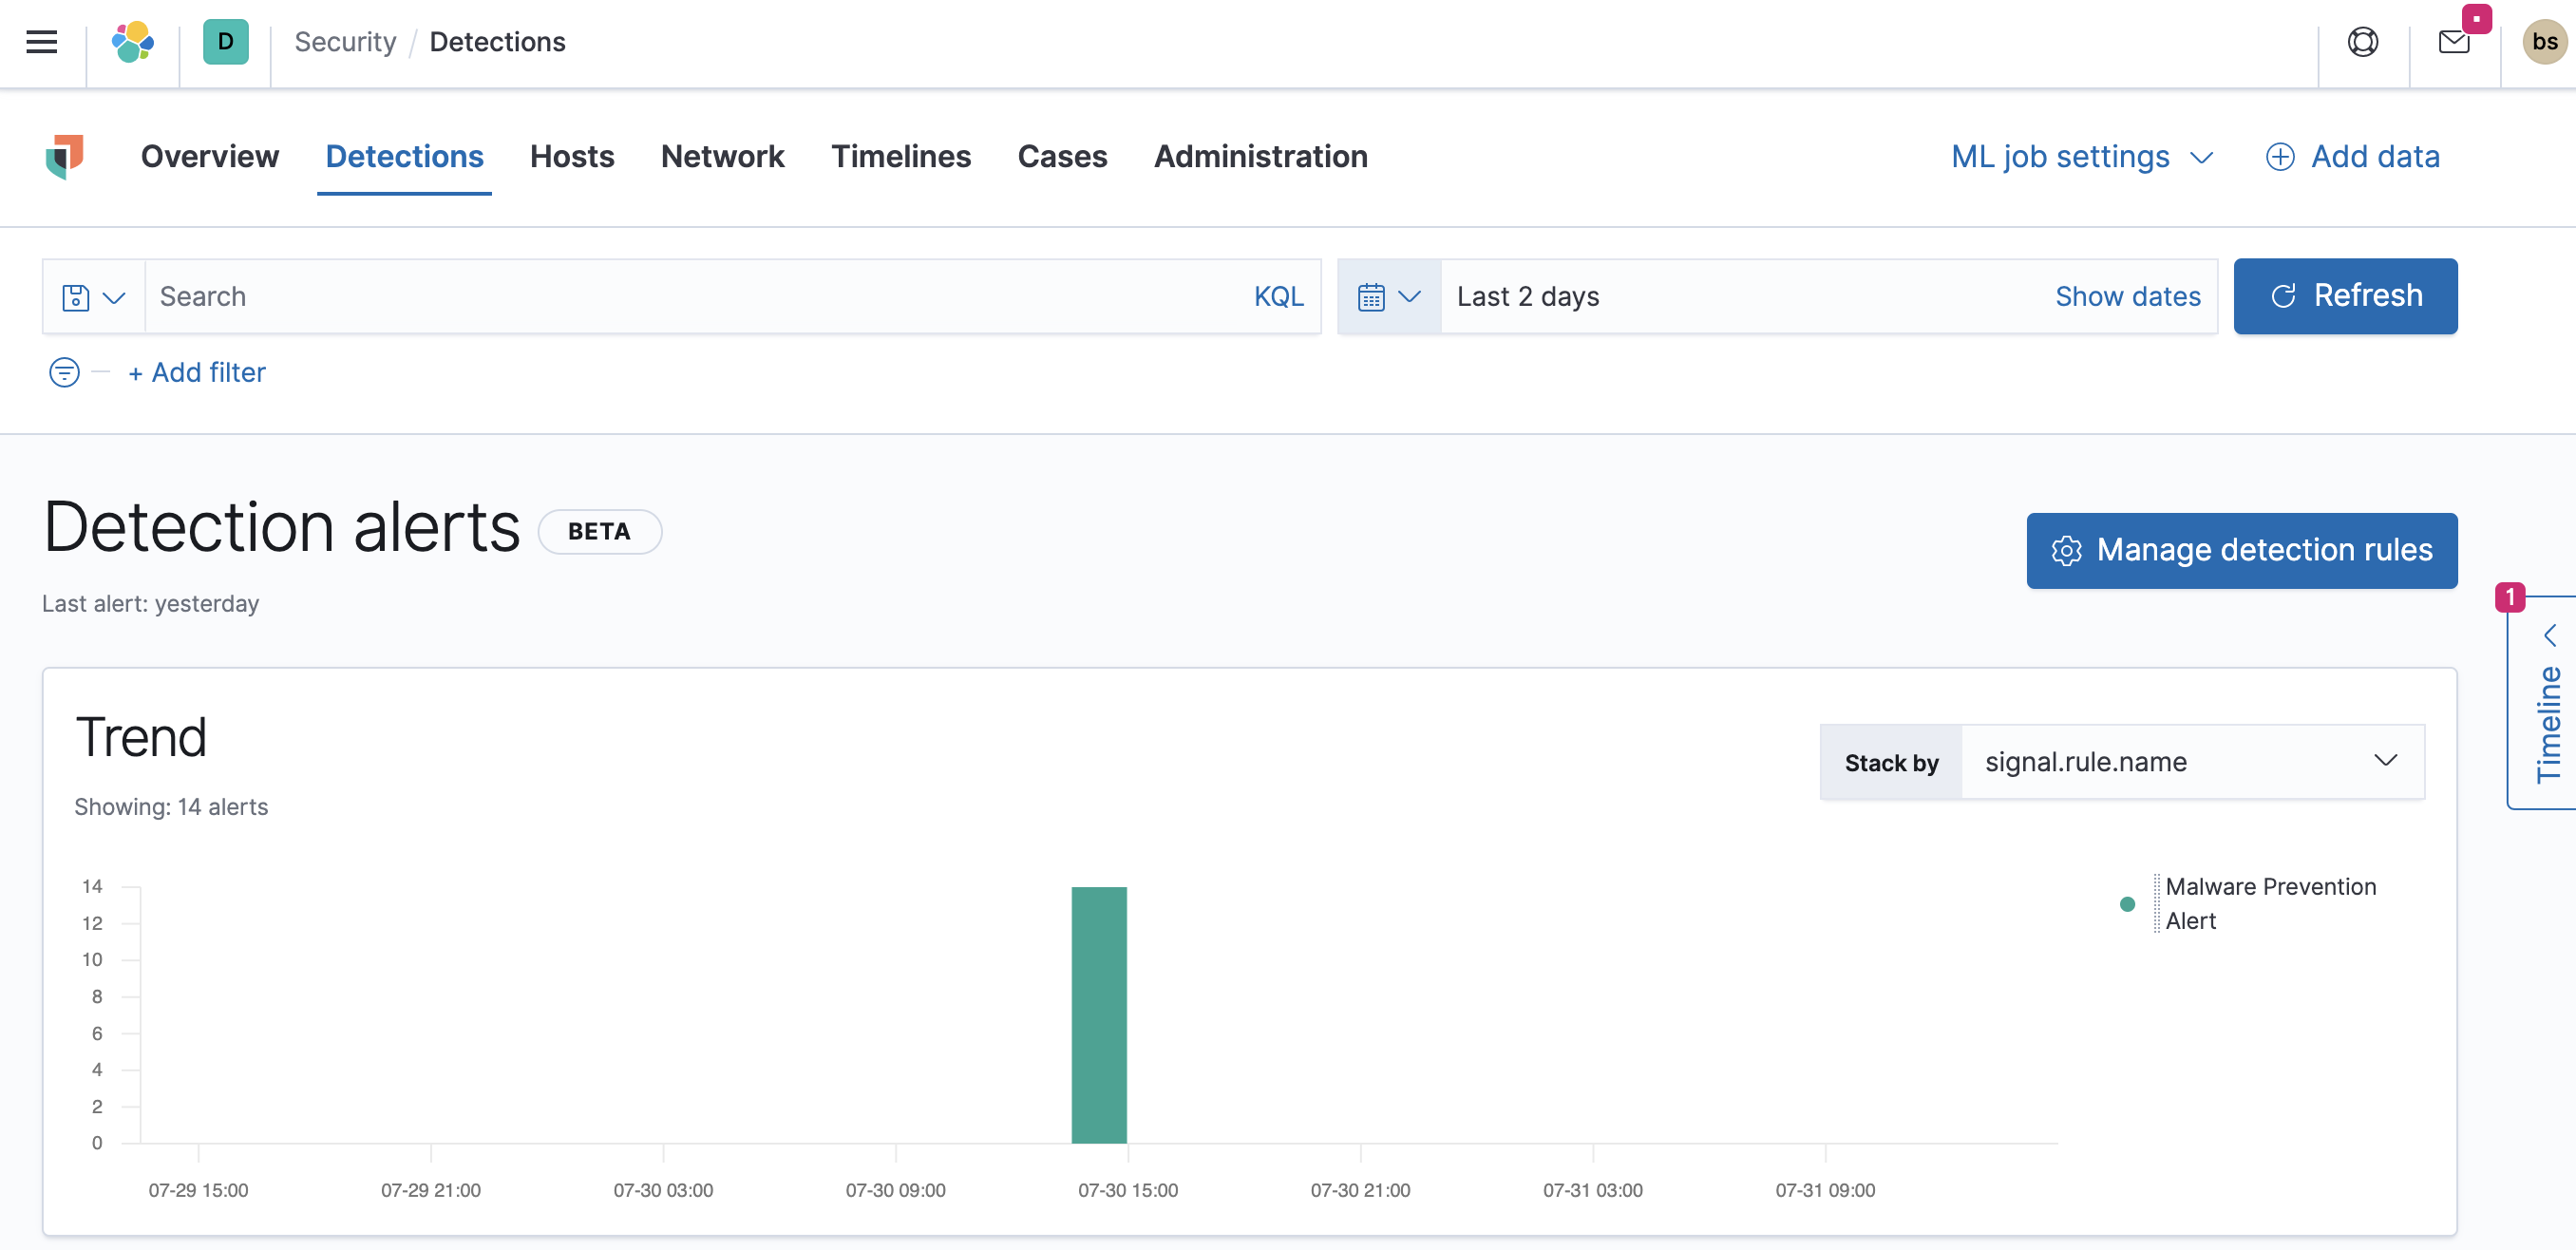 D
Security / Detections
bs
Overview Detections Hosts Network Timelines Cases Administration ML job settings Add data
Search KQL Last 2 days Show dates Refresh
+ Add filter
Detection alerts BETA
Manage detection rules
Last alert: yesterday
1
Timeline
Trend
Stack by signal.rule.name
Showing: 14 alerts
14
12
10
8
6
4
2
0
Malware Prevention
Alert
07-29 15:00 07-29 21:00 07-30 03:00 07-30 09:00 07-30 15:00 07-30 21:00 07-31 03:00 07-31 09:00